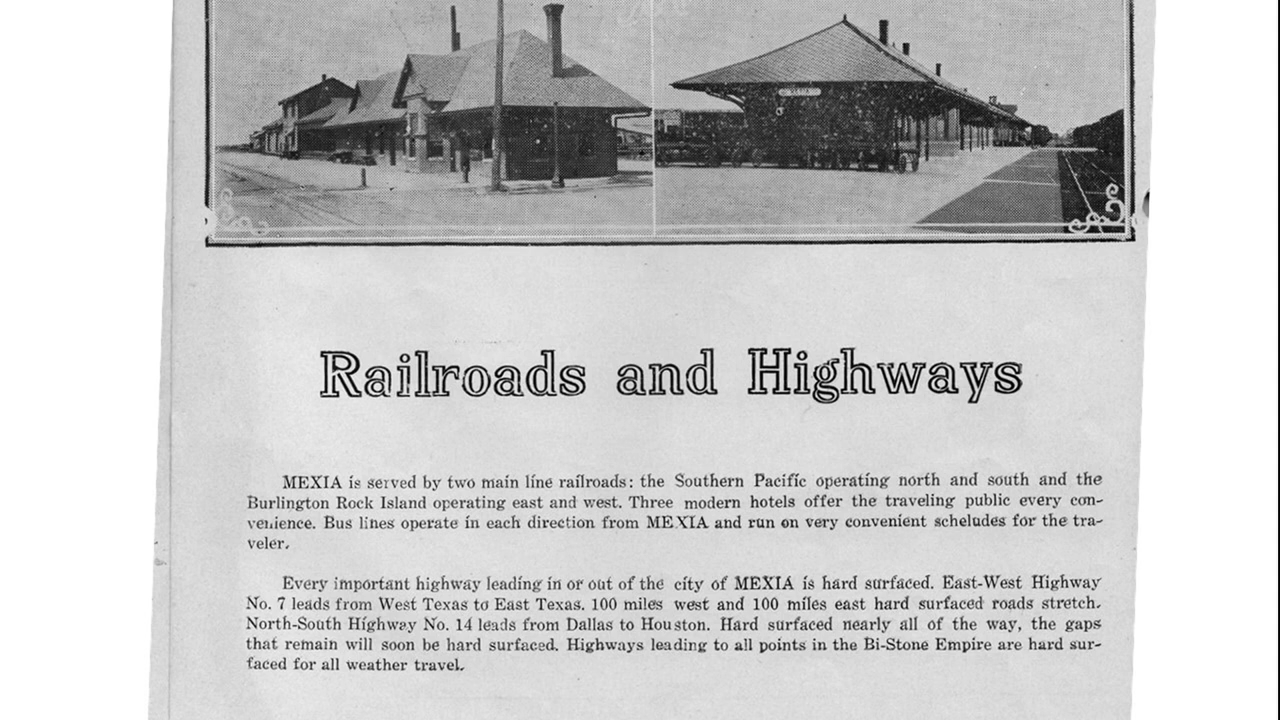 Railroads and Highways
MEXIA is served by two main line railroads: the Southern Pacific operating north and south and the
Burlington Rock Island operating east and west. Three modern hotels offer the traveling public every con-
venience. Bus lines operate in each direction from MEXIA and run on very convenient scheludes for the tra-
veler.
Every important highway leading in or out of the city of MEXIA is hard surfaced. East-West Highway
No. 7 leads from West Texas to East Texas. 100 miles west and 100 miles east hard surfaced roads stretch.
North-South Highway No. 14 leads from Dallas to Houston. Hard surfaced nearly all of the way, the gaps
that remain will soon be hard surfaced. Highways leading to all points in the Bi-Stone Empire are hard sur-
faced for all weather travel.